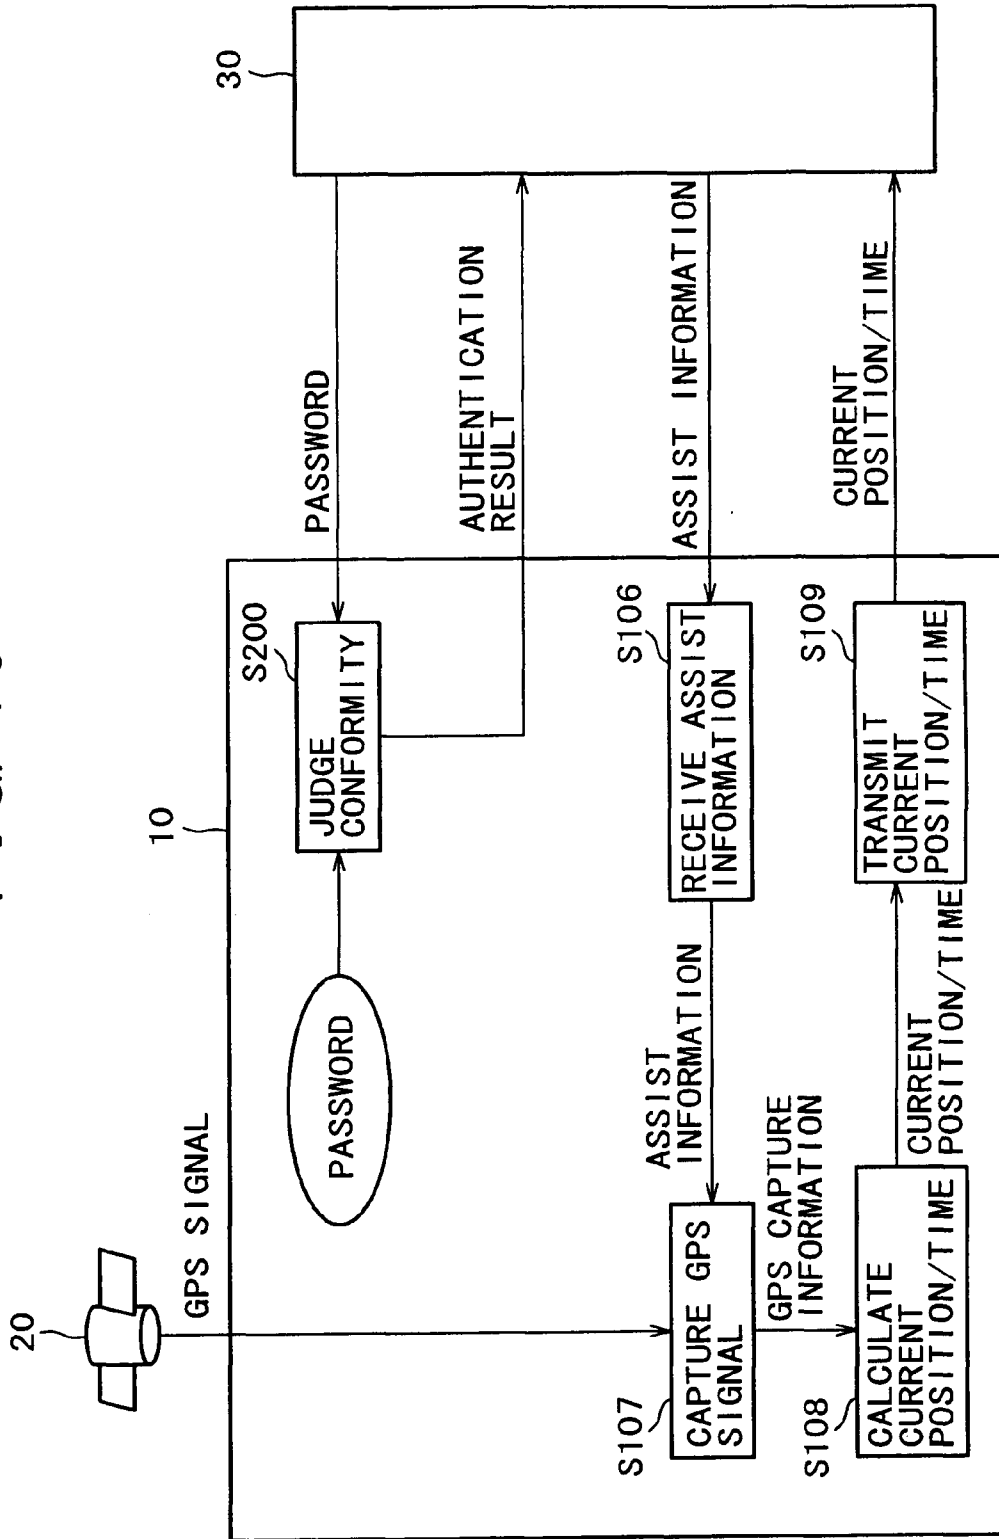 20
GPS SIGNAL
10
30
PASSWORD
S200
JUDGE
CONFORMITY
PASSWORD
AUTHENTICATION
RESULT
S107
CAPTURE GPS
SIGNAL
ASSIST
INFORMATION
S106
RECEIVE ASSIST
INFORMATION
ASSIST INFORMATION
GPS CAPTURE
INFORMATION
S108
CALCULATE
CURRENT
POSITION/TIME
CURRENT
POSITION/TIME
S109
TRANSMIT
CURRENT
POSITION/TIME
CURRENT
POSITION/TIME